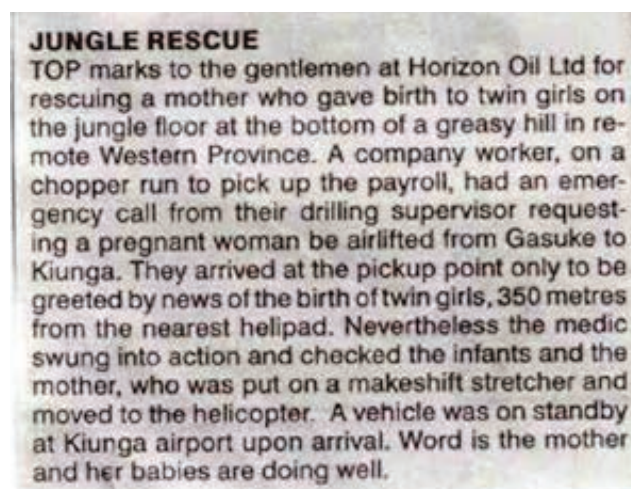 JUNGLE RESCUE
TOP marks to the gentlemen at Horizon Oil Ltd for
rescuing a mother who gave birth to twin girls on
the jungle floor at the bottom of a greasy hill in re-
mote Western Province. A company worker, on a
chopper run to pick up the payroll, had an emer-
gency call from their drilling supervisor request-
ing a pregnant woman be airlifted from Gasuke to
Kiunga. They arrived at the pickup point only to be
greeted by news of the birth of twin girls, 350 metres
from the nearest helipad. Nevertheless the medic
swung into action and checked the infants and the
mother, who was put on a makeshift stretcher and
moved to the helicopter. A vehicle was on standby
at Kiunga airport upon arrival. Word is the mother
and her babies are doing well.